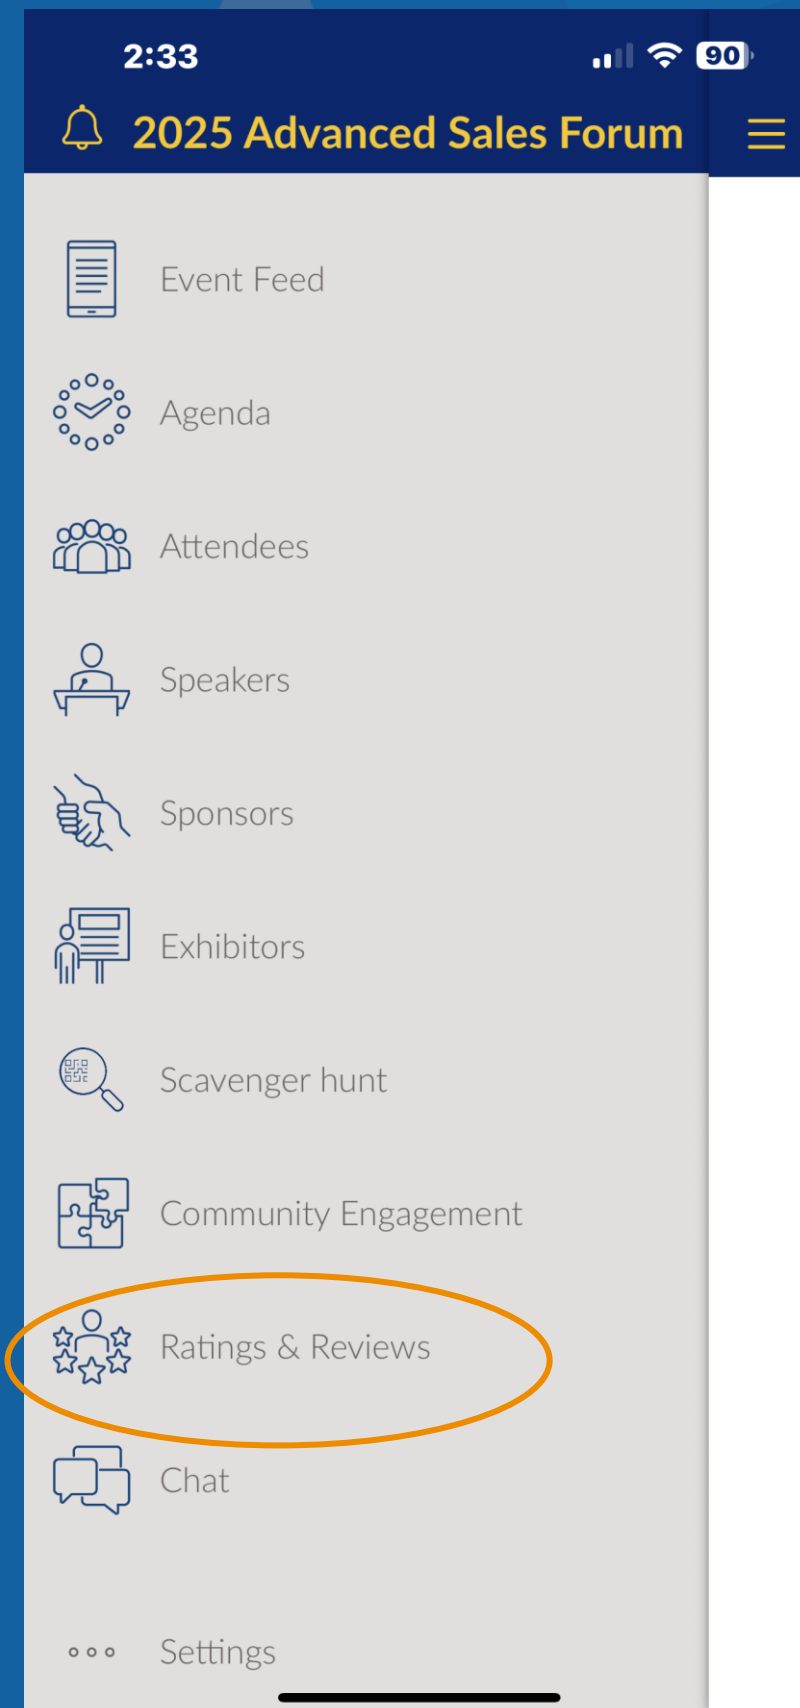 2:33
90
2025 Advanced Sales Forum
Event Feed
Agenda
Attendees
Speakers
Sponsors
Exhibitors
Scavenger hunt
Community Engagement
Ratings & Reviews
Chat
Settings